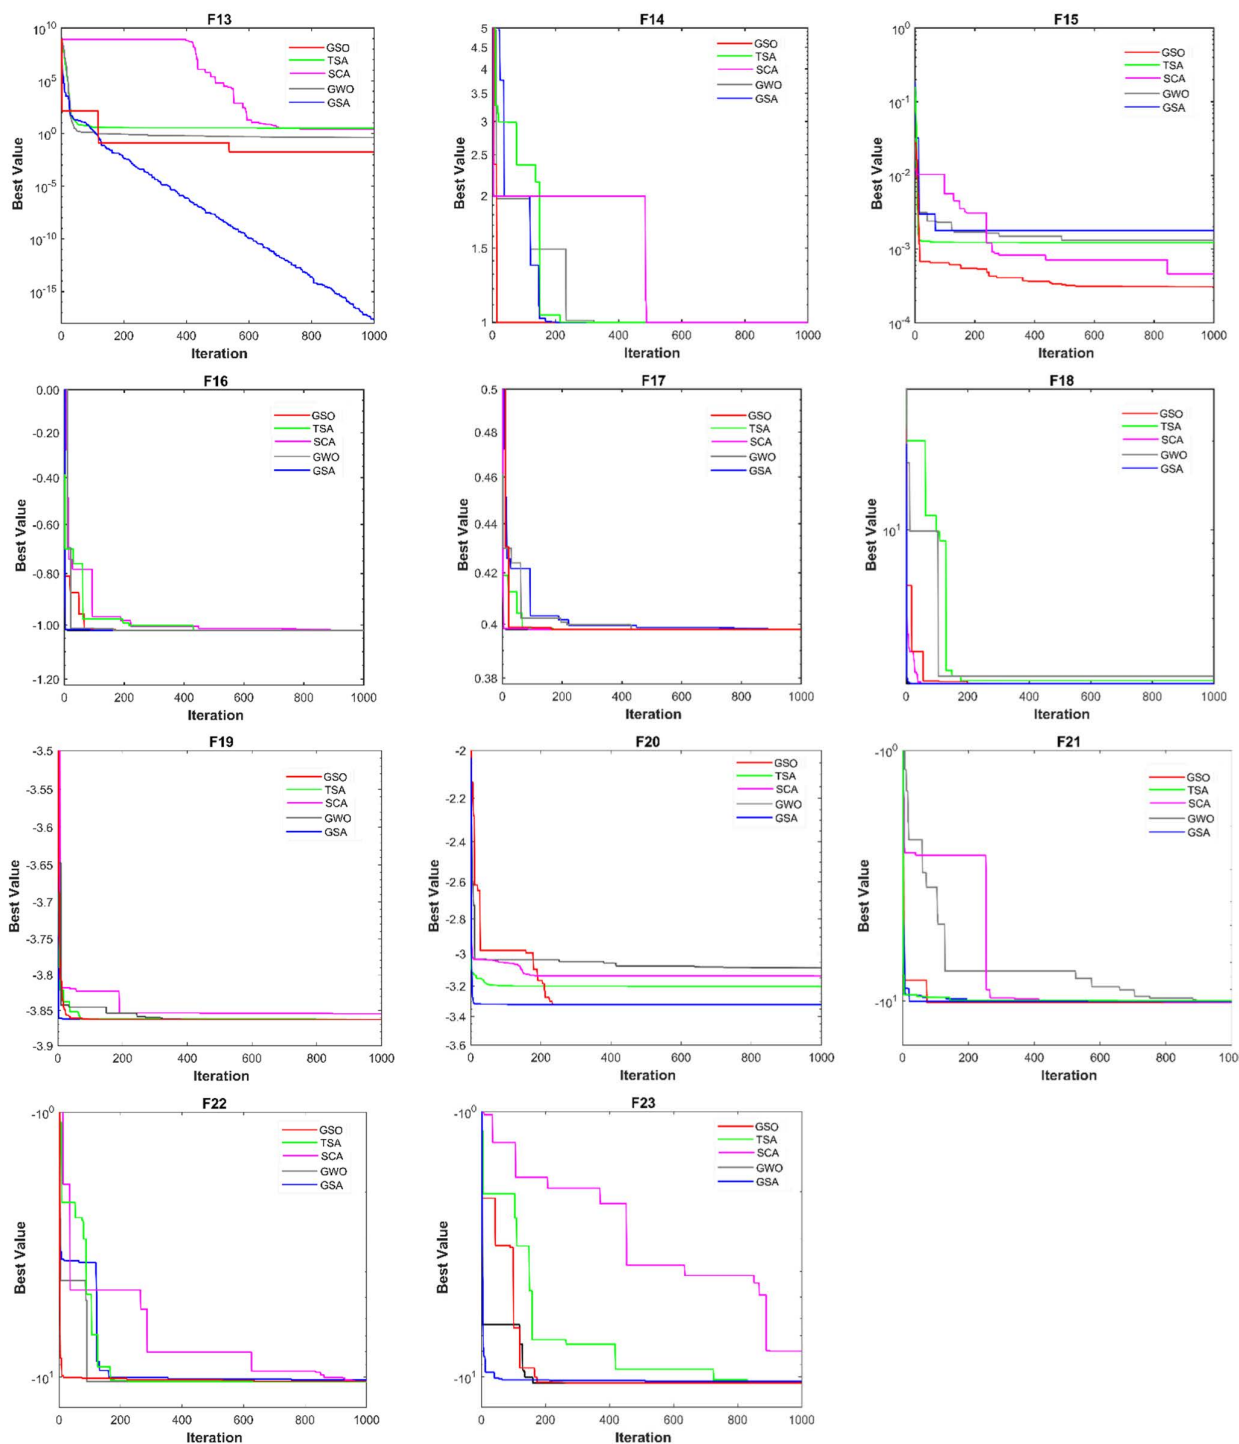 F13
10^10
10^5
10^0
10^-5
10^-10
10^-15
0 200 400 600 800 1000
Best Value
Iteration
GSO
TSA
SCA
GWO
GSA
F14
5
4.5
4
3.5
3
2.5
2
1.5
1
0 200 400 600 800 1000
Best Value
Iteration
GSO
TSA
SCA
GWO
GSA
F15
10^0
10^-1
10^-2
10^-3
10^-4
0 200 400 600 800 1000
Best Value
Iteration
GSO
TSA
SCA
GWO
GSA
F16
0.00
-0.20
-0.40
-0.60
-0.80
-1.00
-1.20
0 200 400 600 800 1000
Best Value
Iteration
GSO
TSA
SCA
GWO
GSA
F17
0.5
0.48
0.46
0.44
0.42
0.4
0.38
0 200 400 600 800 1000
Best Value
Iteration
GSO
TSA
SCA
GWO
GSA
F18
10^1
0 200 400 600 800 1000
Best Value
Iteration
GSO
TSA
SCA
GWO
GSA
F19
-3.5
-3.55
-3.6
-3.65
-3.7
-3.75
-3.8
-3.85
-3.9
0 200 400 600 800 1000
Best Value
Iteration
GSO
TSA
SCA
GWO
GSA
F20
-2
-2.2
-2.4
-2.6
-2.8
-3
-3.2
-3.4
-3.6
0 200 400 600 800 1000
Best Value
Iteration
GSO
TSA
SCA
GWO
GSA
F21
-10^0
-10^1
0 200 400 600 800 1000
Best Value
Iteration
GSO
TSA
SCA
GWO
GSA
F22
-10^0
-10^1
0 200 400 600 800 1000
Best Value
Iteration
GSO
TSA
SCA
GWO
GSA
F23
-10^0
-10^1
0 200 400 600 800 1000
Best Value
Iteration
GSO
TSA
SCA
GWO
GSA